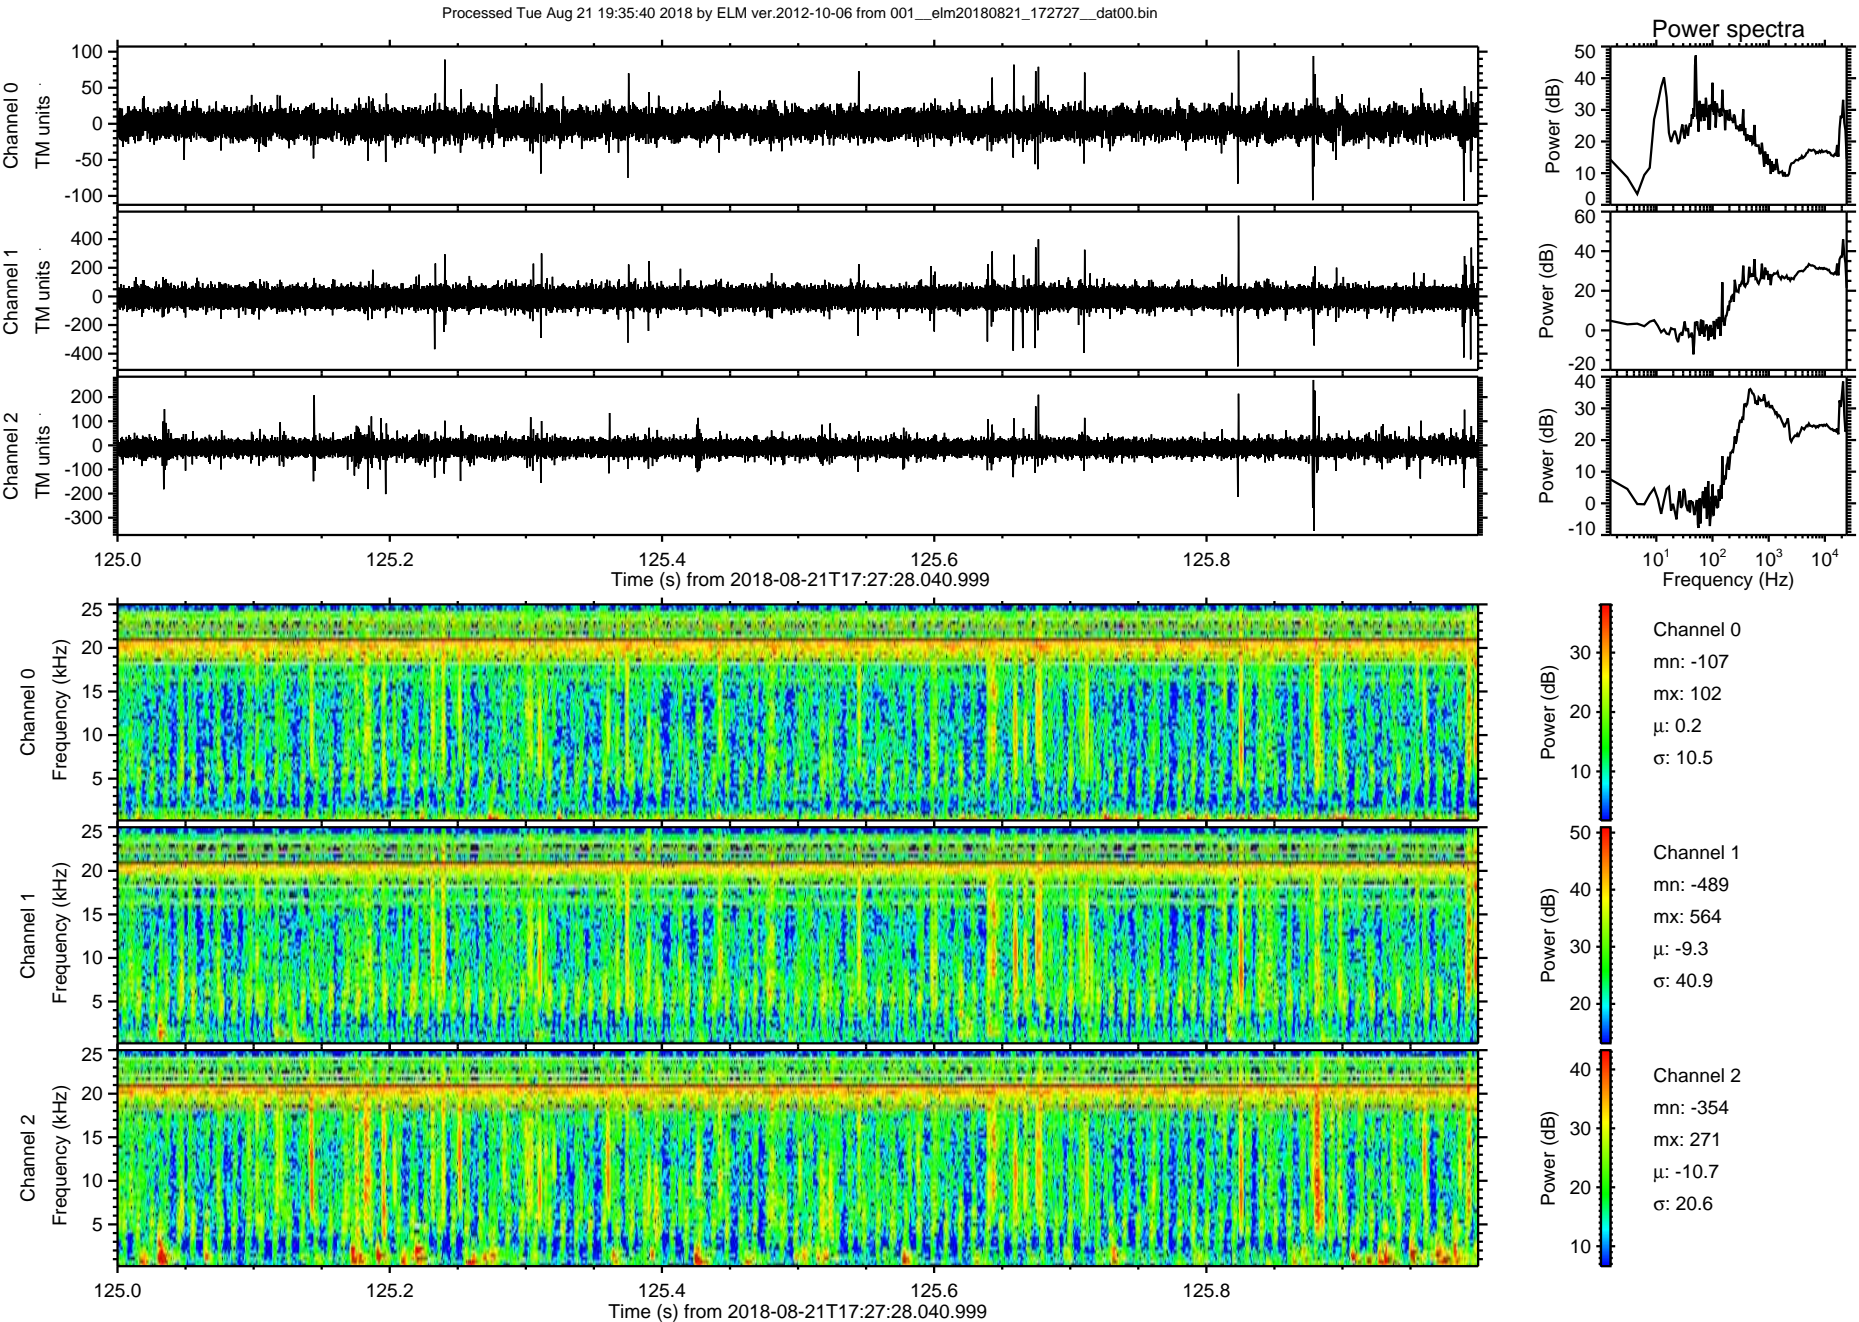 Processed Tue Aug 21 19:35:40 2018 by ELM ver.2012-10-06 from 001__elm20180821_172727__dat00.bin
Power spectra
Channel 0
TM units
100
50
0
-50
-100
Power (dB)
50
40
30
20
10
0
Channel 1
TM units
400
200
0
-200
-400
Power (dB)
60
40
20
0
-20
Channel 2
TM units
200
100
0
-100
-200
-300
Power (dB)
40
30
20
10
0
-10
125.0 125.2 125.4 125.6 125.8
Time (s) from 2018-08-21T17:27:28.040.999
10^1 10^2 10^3 10^4
Frequency (Hz)
Channel 0
Frequency (kHz)
25
20
15
10
5
Power (dB)
30
20
10
Channel 0
mn: -107
mx: 102
µ: 0.2
σ: 10.5
Channel 1
Frequency (kHz)
25
20
15
10
5
Power (dB)
50
40
30
20
Channel 1
mn: -489
mx: 564
µ: -9.3
σ: 40.9
Channel 2
Frequency (kHz)
25
20
15
10
5
Power (dB)
40
30
20
10
Channel 2
mn: -354
mx: 271
µ: -10.7
σ: 20.6
125.0 125.2 125.4 125.6 125.8
Time (s) from 2018-08-21T17:27:28.040.999